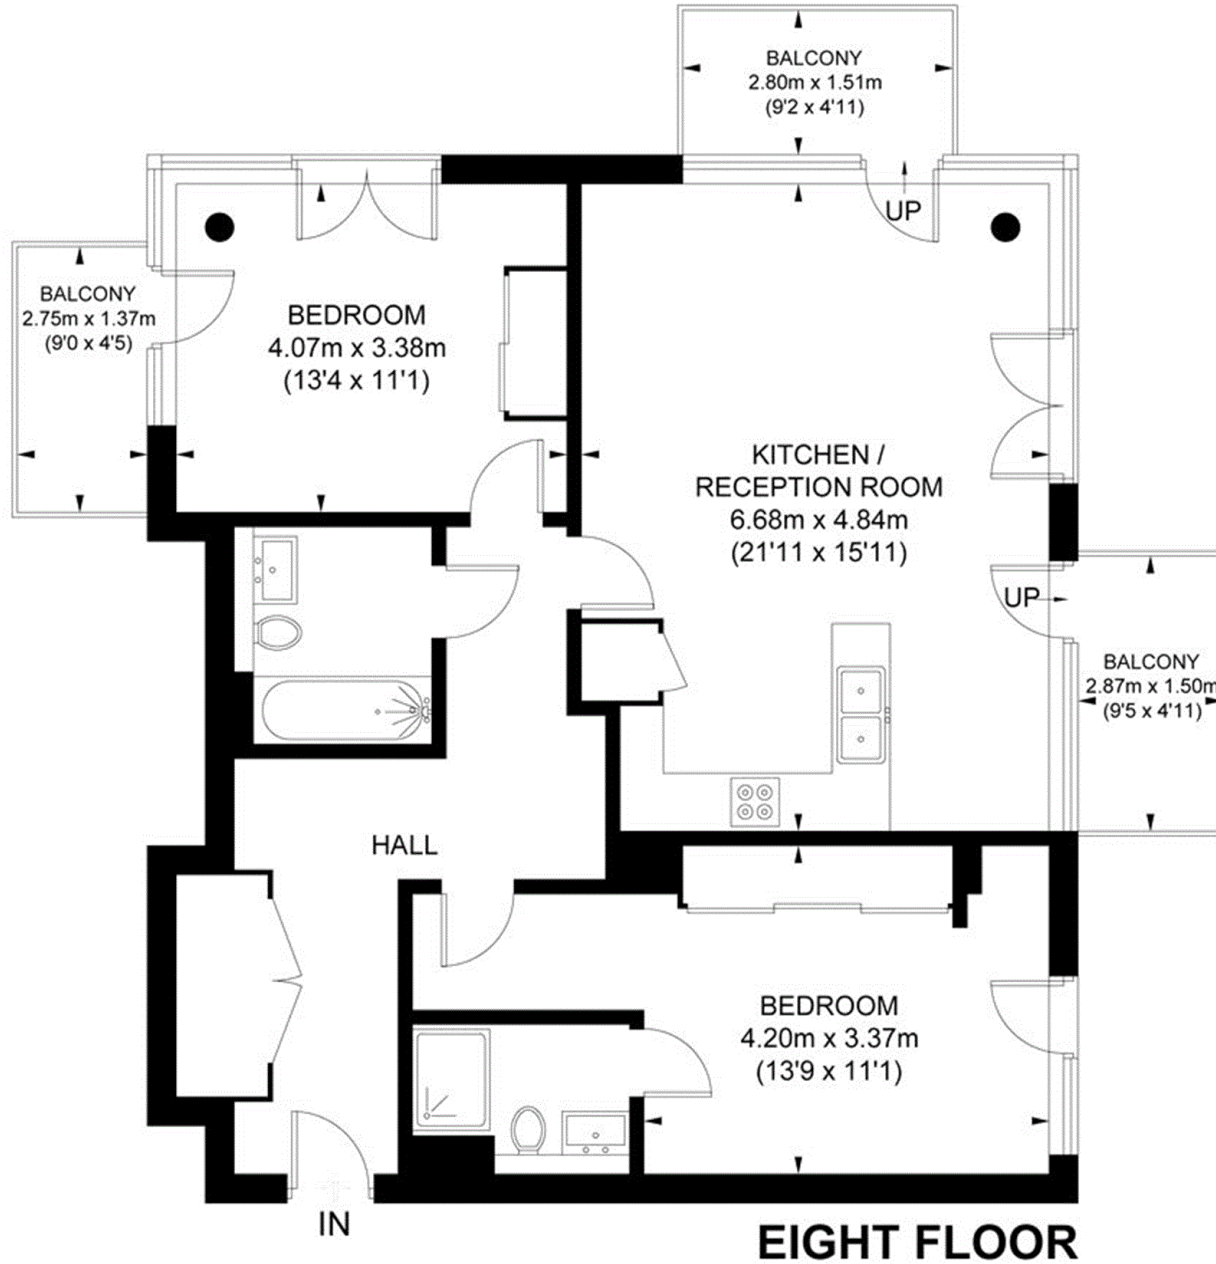 BALCONY
2.80m x 1.51m
(9'2 x 4'11)
UP
BALCONY
2.75m x 1.37m
(9'0 x 4'5)
BEDROOM
4.07m x 3.38m
(13'4 x 11'1)
KITCHEN /
RECEPTION ROOM
6.68m x 4.84m
(21'11 x 15'11)
UP
BALCONY
2.87m x 1.50m
(9'5 x 4'11)
HALL
BEDROOM
4.20m x 3.37m
(13'9 x 11'1)
IN
EIGHT FLOOR